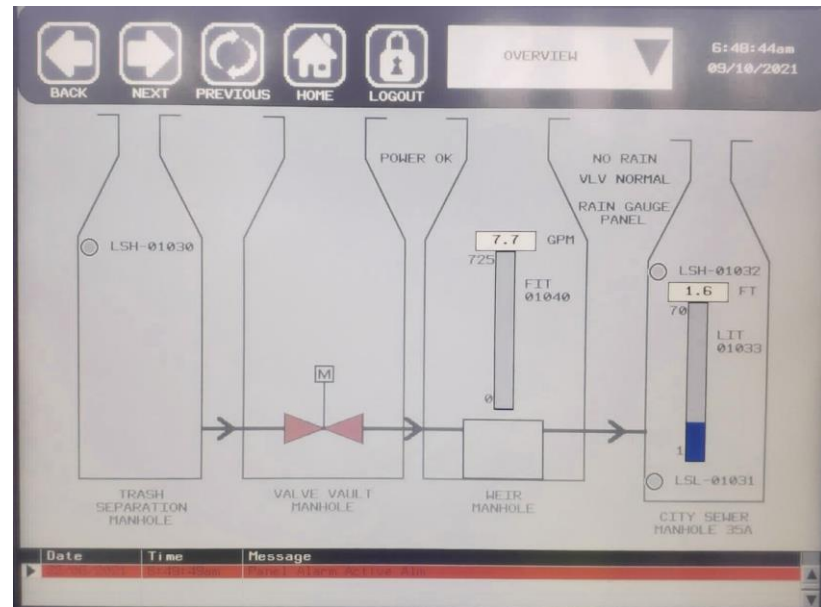 OVERVIEW
6:48:44am
09/10/2021
BACK
NEXT
PREVIOUS
HOME
LOGOUT
POWER OK
NO RAIN
VLV NORMAL
RAIN GAUGE
PANEL
LSH-01030
7.7 GPM
725
FIT
01040
0
M
LSH-01032
1.6 FT
70
LIT
01033
1
LSL-01031
TRASH
SEPARATION
MANHOLE
VALVE VAULT
MANHOLE
WEIR
MANHOLE
CITY SEWER
MANHOLE 35A
Date Time Message
Panel Alarm Active Alm